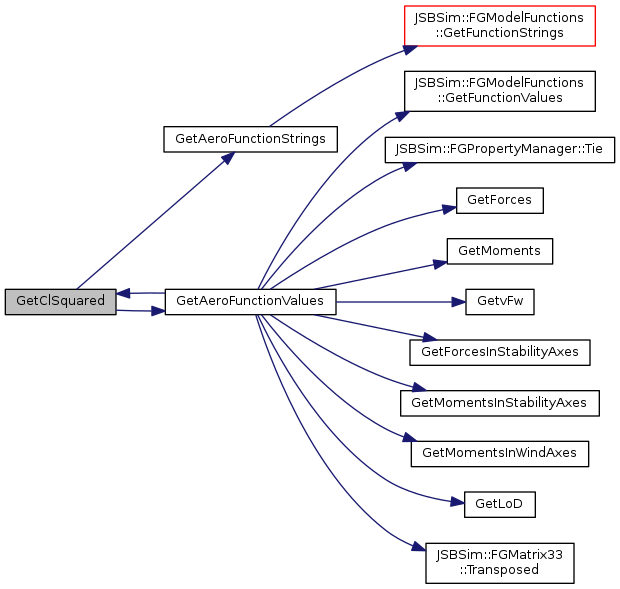 JSBSim::FGModelFunctions
::GetFunctionStrings
JSBSim::FGModelFunctions
::GetFunctionValues
GetAeroFunctionStrings
JSBSim::FGPropertyManager::Tie
GetForces
GetMoments
GetClSquared
GetAeroFunctionValues
GetvFw
GetForcesInStabilityAxes
GetMomentsInStabilityAxes
GetMomentsInWindAxes
GetLoD
JSBSim::FGMatrix33
::Transposed